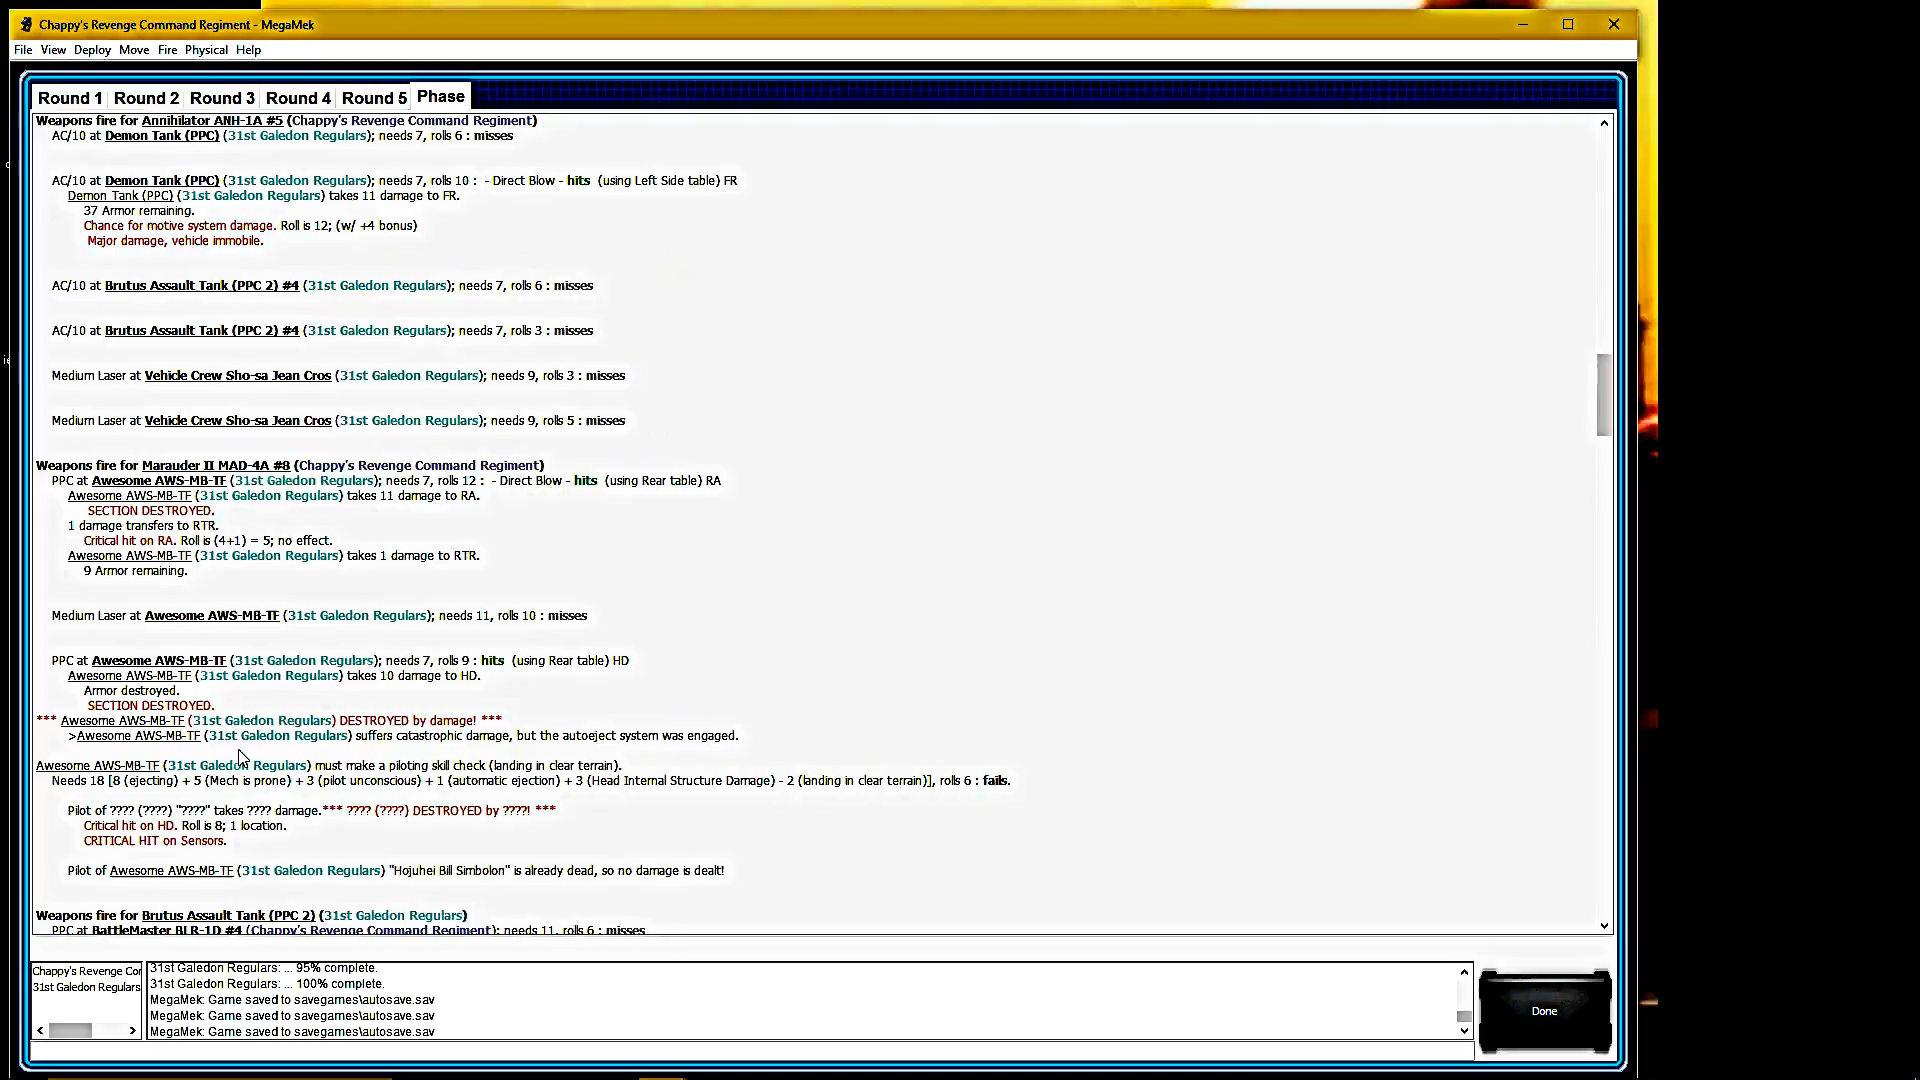 Chappy's Revenge Command Regiment - MegaMek
File View Deploy Move Fire Physical Help
Round 1 Round 2 Round 3 Round 4 Round 5 Phase
Weapons fire for Annihilator ANH-1A #5 (Chappy's Revenge Command Regiment)
AC/10 at Demon Tank (PPC) (31st Galedon Regulars); needs 7, rolls 6 : misses
AC/10 at Demon Tank (PPC) (31st Galedon Regulars); needs 7, rolls 10 : - Direct Blow - hits (using Left Side table) FR
Demon Tank (PPC) (31st Galedon Regulars) takes 11 damage to FR.
37 Armor remaining.
Chance for motive system damage. Roll is 12; (w/ +4 bonus)
Major damage, vehicle immobile.
AC/10 at Brutus Assault Tank (PPC 2) #4 (31st Galedon Regulars); needs 7, rolls 6 : misses
AC/10 at Brutus Assault Tank (PPC 2) #4 (31st Galedon Regulars); needs 7, rolls 3 : misses
Medium Laser at Vehicle Crew Sho-sa Jean Cros (31st Galedon Regulars); needs 9, rolls 3 : misses
Medium Laser at Vehicle Crew Sho-sa Jean Cros (31st Galedon Regulars); needs 9, rolls 5 : misses
Weapons fire for Marauder II MAD-4A #8 (Chappy's Revenge Command Regiment)
PPC at Awesome AWS-MB-TF (31st Galedon Regulars); needs 7, rolls 12 : - Direct Blow - hits (using Rear table) RA
Awesome AWS-MB-TF (31st Galedon Regulars) takes 11 damage to RA.
SECTION DESTROYED.
1 damage transfers to RTR.
Critical hit on RA. Roll is (4+1) = 5; no effect.
Awesome AWS-MB-TF (31st Galedon Regulars) takes 1 damage to RTR.
9 Armor remaining.
Medium Laser at Awesome AWS-MB-TF (31st Galedon Regulars); needs 11, rolls 10 : misses
PPC at Awesome AWS-MB-TF (31st Galedon Regulars); needs 7, rolls 9 : hits (using Rear table) HD
Awesome AWS-MB-TF (31st Galedon Regulars) takes 10 damage to HD.
Armor destroyed.
SECTION DESTROYED.
*** Awesome AWS-MB-TF (31st Galedon Regulars) DESTROYED by damage! ***
>Awesome AWS-MB-TF (31st Galedon Regulars) suffers catastrophic damage, but the autoeject system was engaged.
Awesome AWS-MB-TF (31st Galedon Regulars) must make a piloting skill check (landing in clear terrain).
Needs 18 [8 (ejecting) + 5 (Mech is prone) + 3 (pilot unconscious) + 1 (automatic ejection) + 3 (Head Internal Structure Damage) - 2 (landing in clear terrain)], rolls 6 : fails.
Pilot of ???? (????) "????" takes ???? damage.*** ???? (????) DESTROYED by ????! ***
Critical hit on HD. Roll is 8; 1 location.
CRITICAL HIT on Sensors.
Pilot of Awesome AWS-MB-TF (31st Galedon Regulars) "Hojuhei Bill Simbolon" is already dead, so no damage is dealt!
Weapons fire for Brutus Assault Tank (PPC 2) (31st Galedon Regulars)
PPC at BattleMaster BLR-1D #4 (Chappy's Revenge Command Regiment); needs 11, rolls 6 : misses
Chappy's Revenge Cor
31st Galedon Regulars
31st Galedon Regulars: ... 95% complete.
31st Galedon Regulars: ... 100% complete.
MegaMek: Game saved to savegames\autosave.sav
MegaMek: Game saved to savegames\autosave.sav
MegaMek: Game saved to savegames\autosave.sav
Done